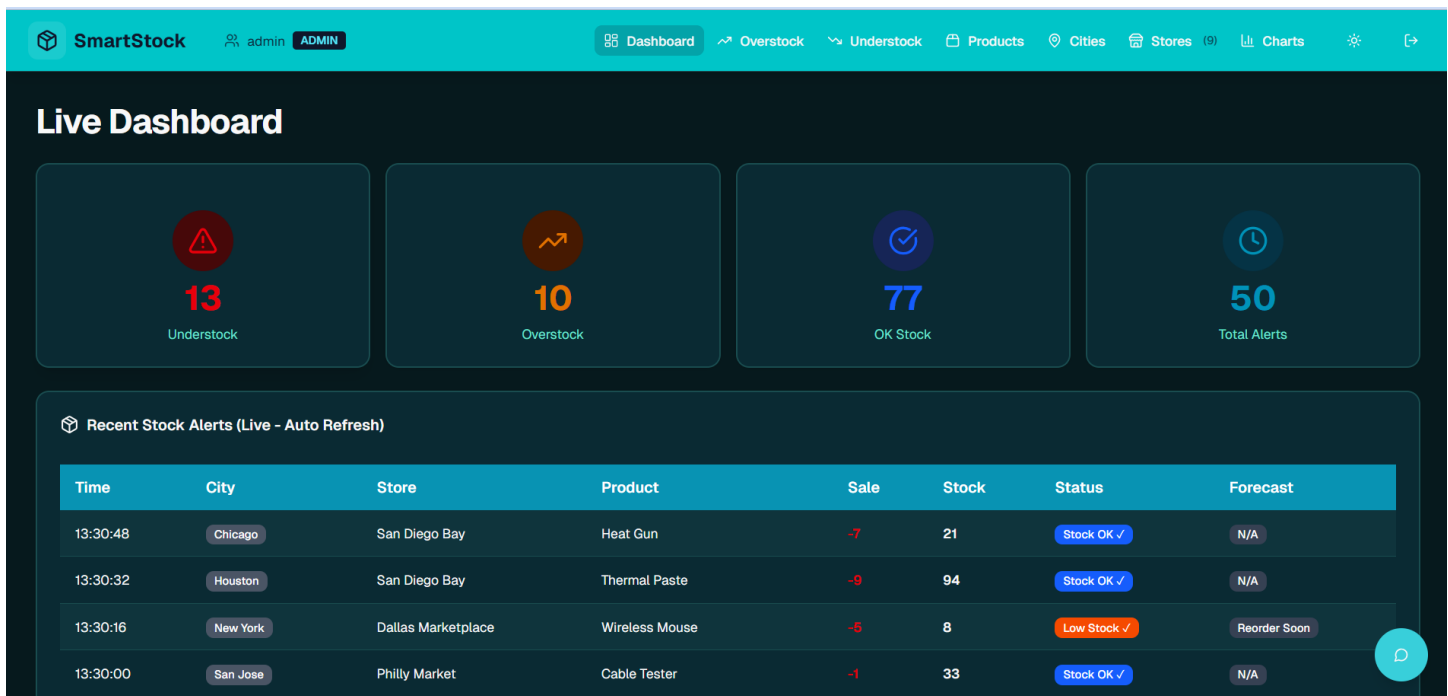 SmartStock admin ADMIN Dashboard Overstock Understock Products Cities Stores (9) Charts
Live Dashboard
13 10 77 50
Understock Overstock OK Stock Total Alerts
Recent Stock Alerts (Live - Auto Refresh)
Time City Store Product Sale Stock Status Forecast
13:30:48 Chicago San Diego Bay Heat Gun -7 21 Stock OK ✓ N/A
13:30:32 Houston San Diego Bay Thermal Paste -9 94 Stock OK ✓ N/A
13:30:16 New York Dallas Marketplace Wireless Mouse -5 8 Low Stock ✓ Reorder Soon
13:30:00 San Jose Philly Market Cable Tester -1 33 Stock OK ✓ N/A